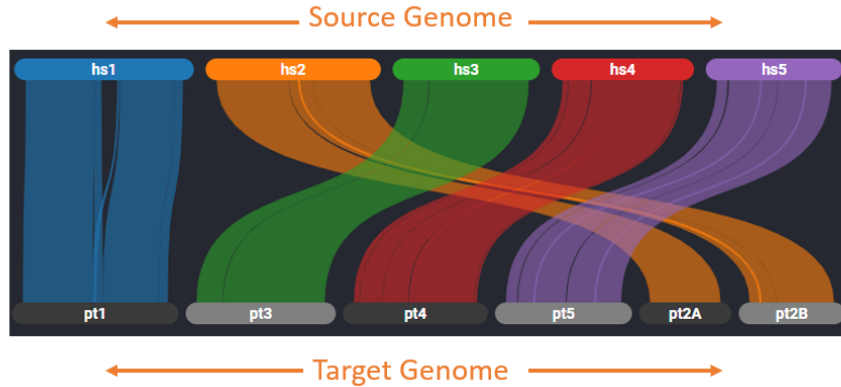 Source Genome
hs1 hs2 hs3 hs4 hs5
pt1 pt3 pt4 pt5 pt2A pt2B
Target Genome